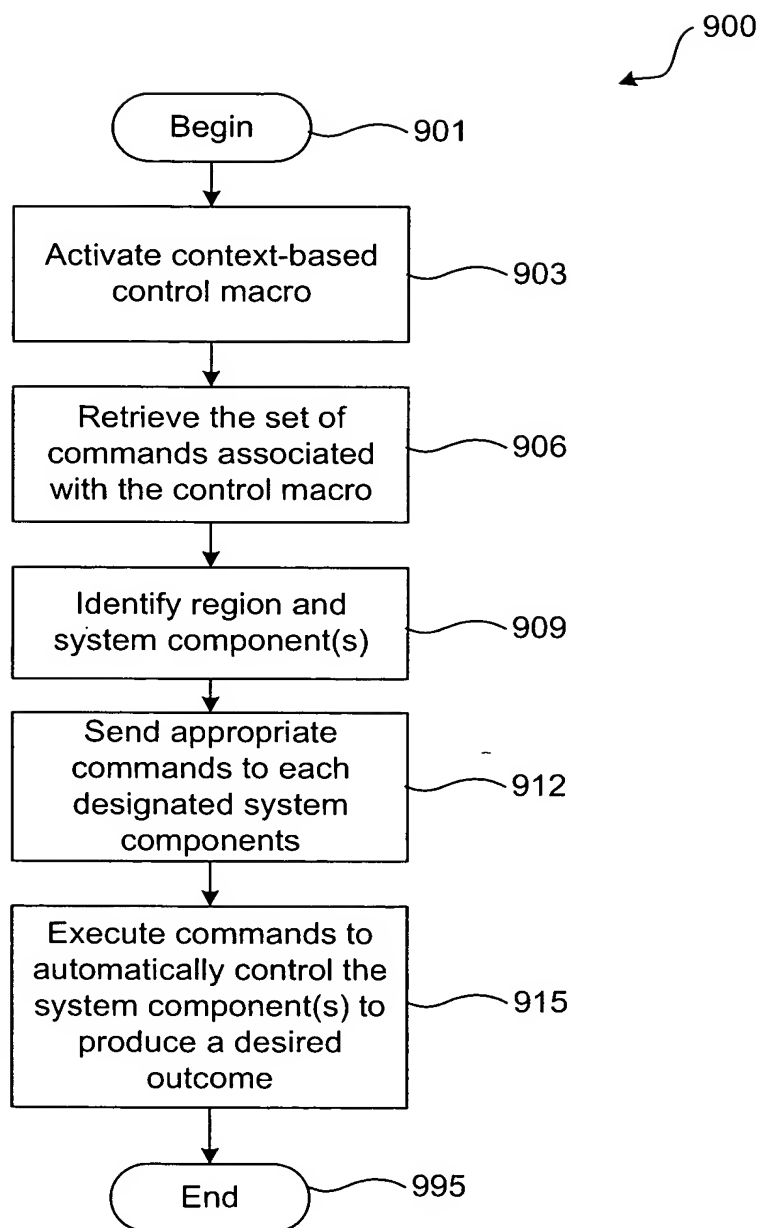 900
Begin
901
Activate context-based
control macro
903
Retrieve the set of
commands associated
with the control macro
906
Identify region and
system component(s)
909
Send appropriate
commands to each
designated system
components
912
Execute commands to
automatically control the
system component(s) to
produce a desired
outcome
915
End
995